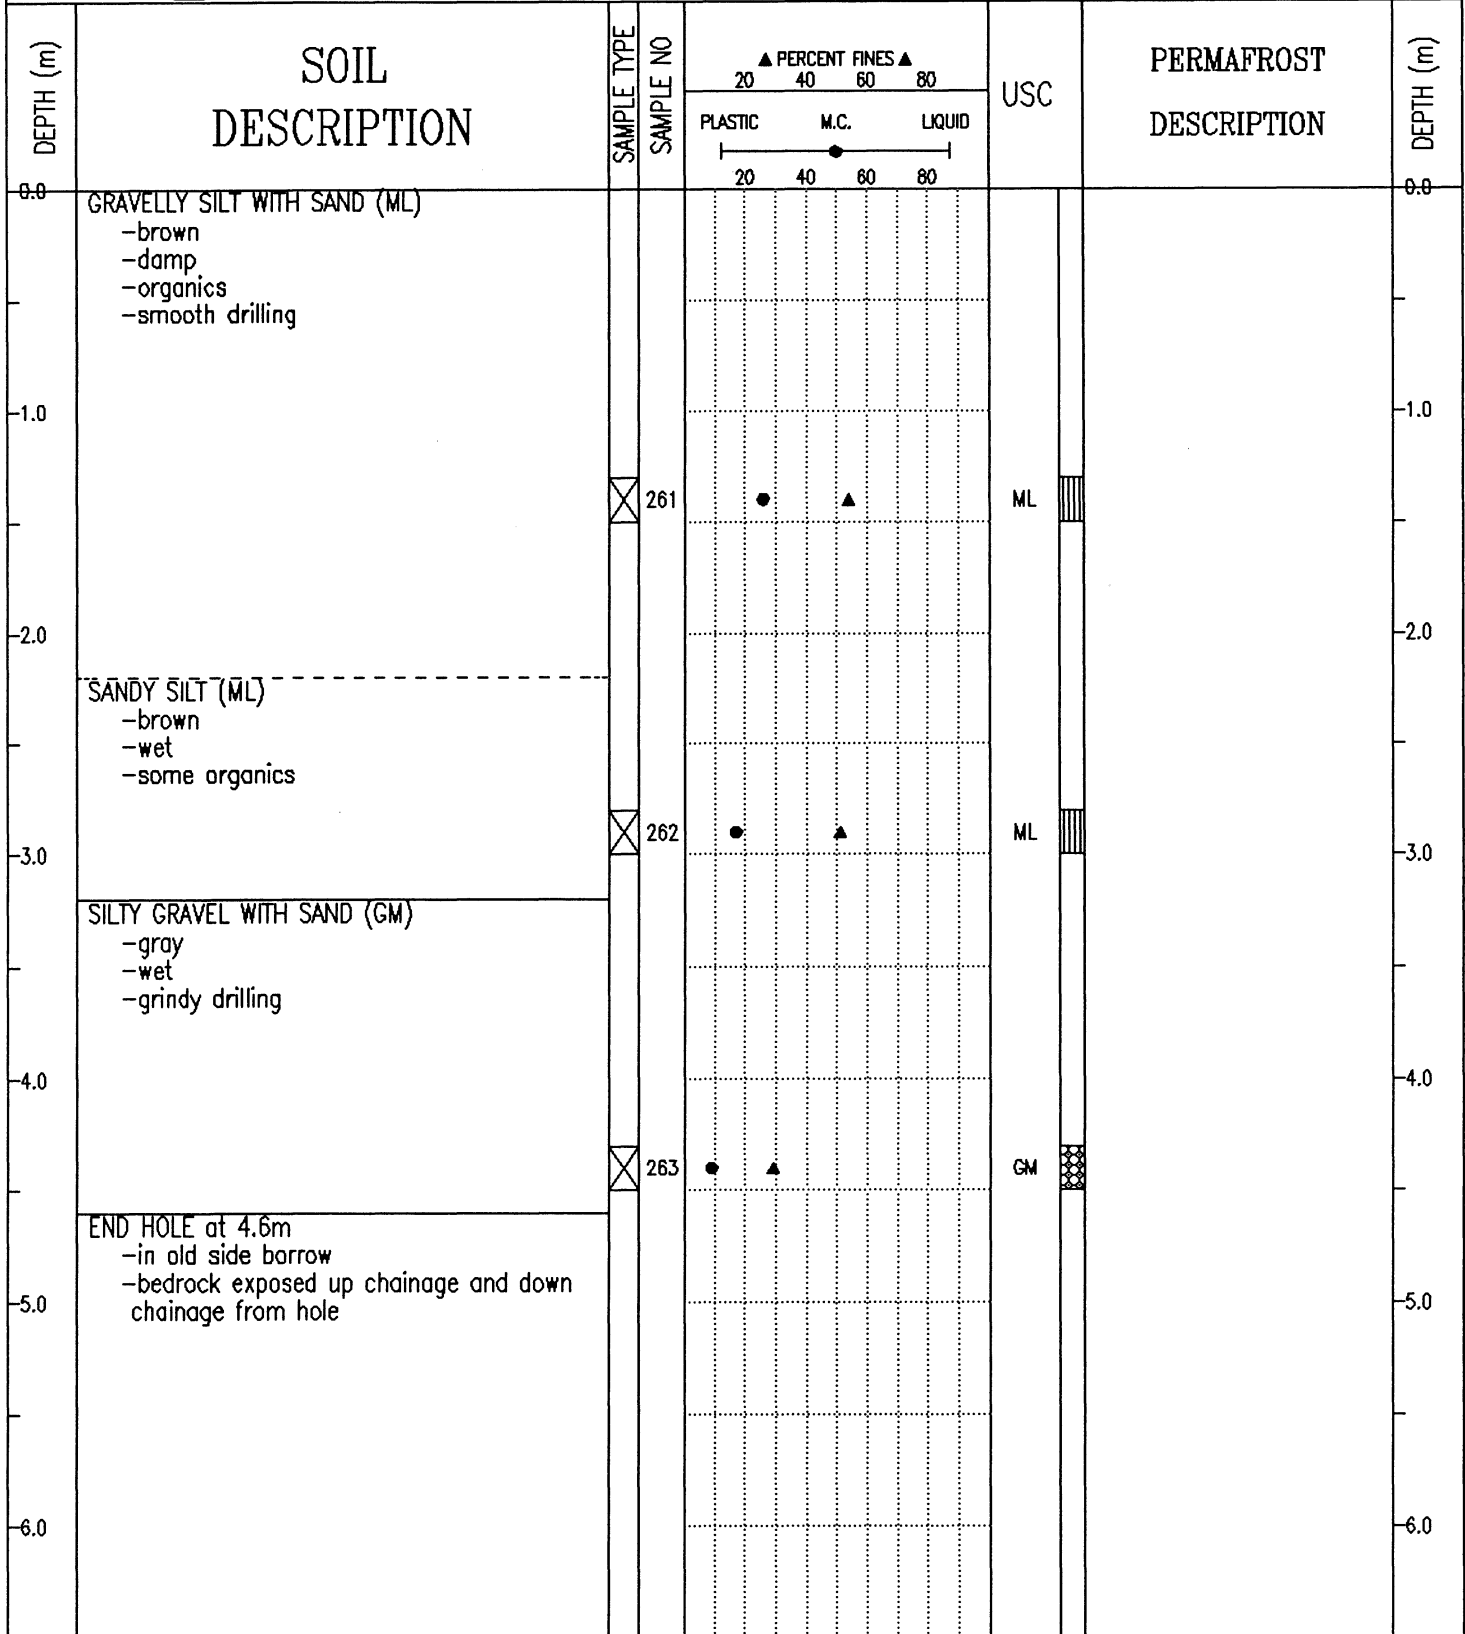 DEPTH (m)
SOIL
DESCRIPTION
SAMPLE TYPE
SAMPLE NO
▲ PERCENT FINES ▲
20 40 60 80
PLASTIC M.C. LIQUID
20 40 60 80
USC
PERMAFROST
DESCRIPTION
DEPTH (m)
0.0 0.0
GRAVELLY SILT WITH SAND (ML)
-brown
-damp
-organics
-smooth drilling
1.0 1.0
261 ML
2.0 2.0
SANDY SILT (ML)
-brown
-wet
-some organics
262 ML
3.0 3.0
SILTY GRAVEL WITH SAND (GM)
-gray
-wet
-grindy drilling
4.0 4.0
263 GM
END HOLE at 4.6m
-in old side borrow
-bedrock exposed up chainage and down
chainage from hole
5.0 5.0
6.0 6.0